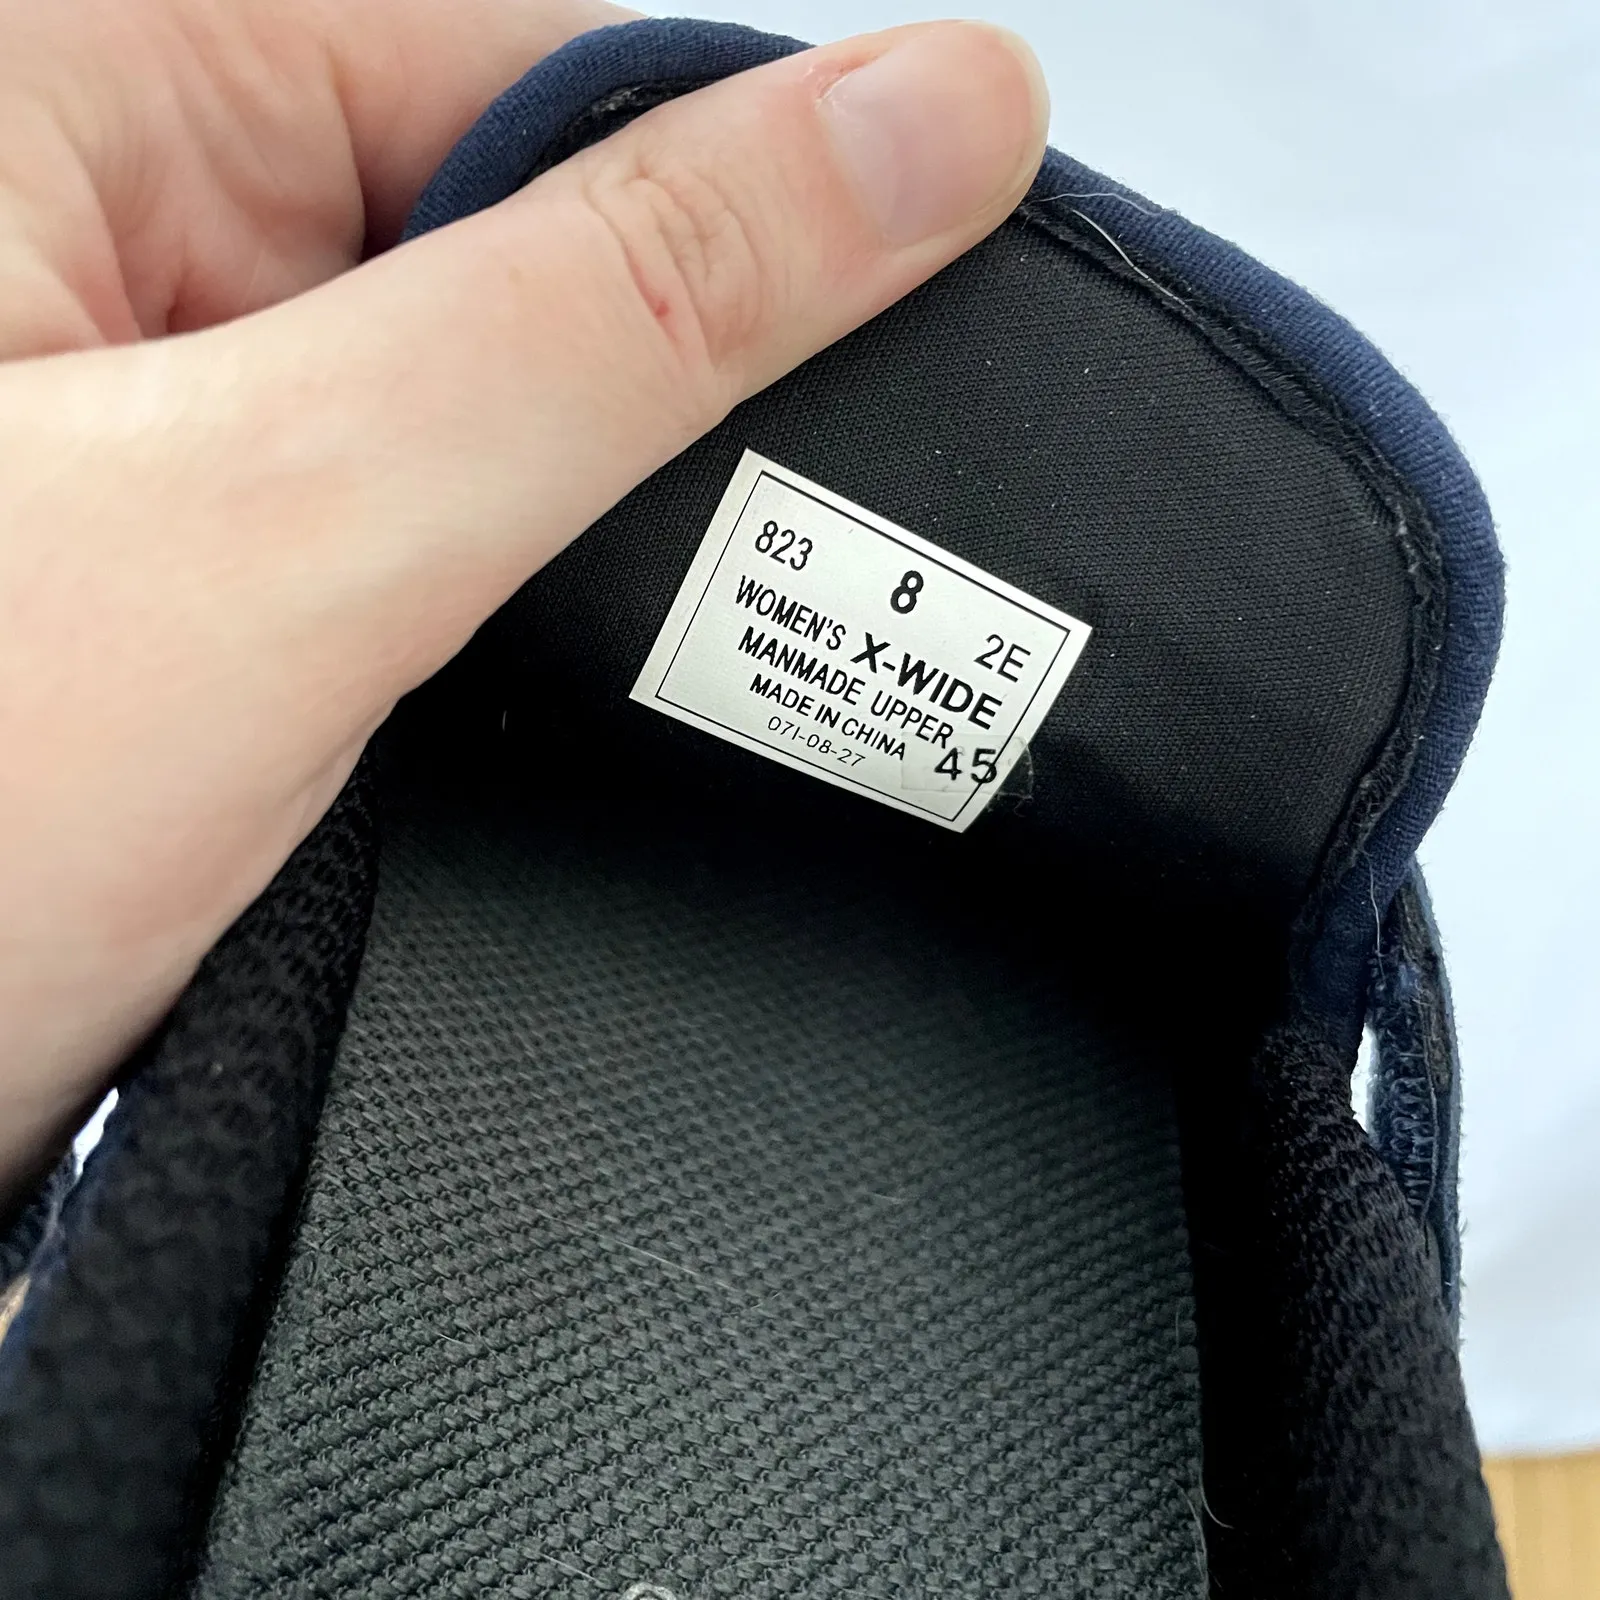 823 8 2E
WOMEN'S X-WIDE
MANMADE UPPER
MADE IN CHINA
071-08-27 45